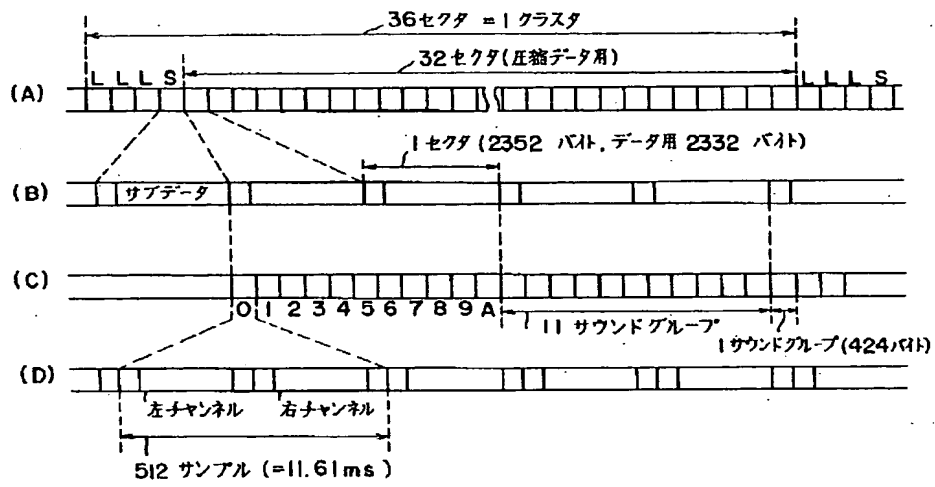 36セクタ = 1クラスタ
32セクタ(圧縮データ用)
L L L S L L L S
(A)
1セクタ (2352 バイト, データ用 2332 バイト)
(B) サブデータ
(C)
0 1 2 3 4 5 6 7 8 9 A
11 サウンドグループ
1サウンドグループ(424バイト)
(D)
左チャンネル 右チャンネル
512 サンプル (=11.61ms)